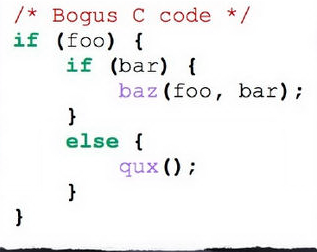 /* Bogus C code */
if (foo) {
    if (bar) {
        baz(foo, bar);
    }
    else {
        qux();
    }
}